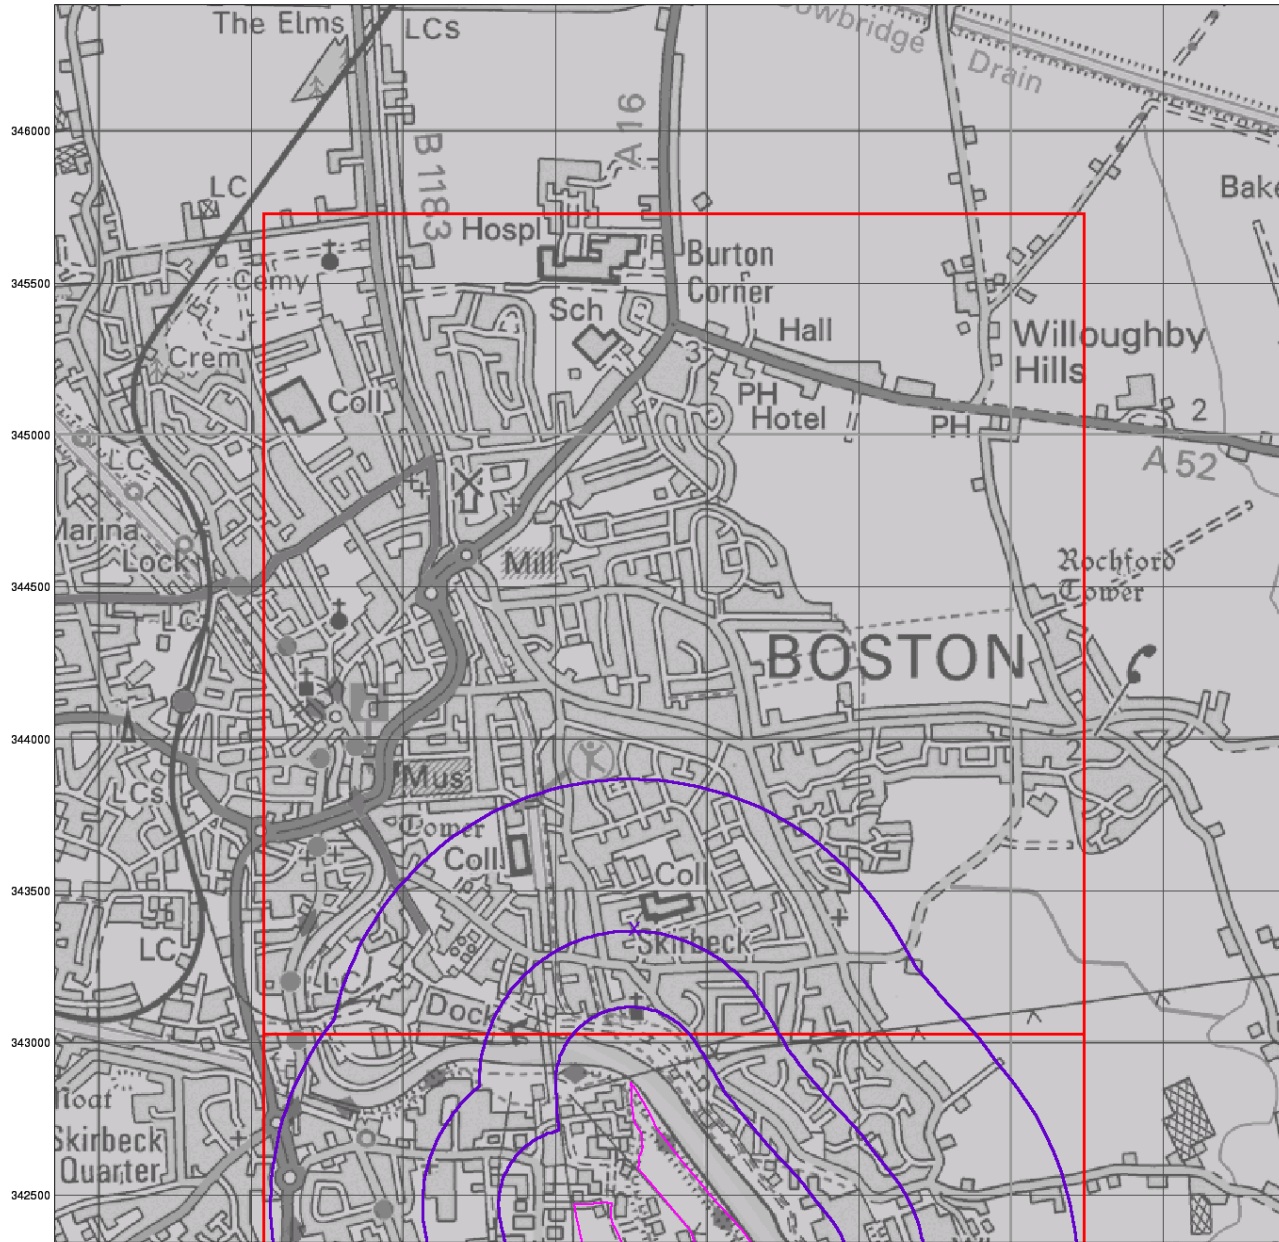 The Elms
LCs
Cowbridge
Drain
A 16
346000
B 1183
LC
Bake
Hospl
Burton
Corner
Cemy
345500
Sch
Hall
Willoughby
Hills
Crem
3
PH
Hotel
Coll
PH
2
345000
LC
A 52
Marina
Lock
Mill
Rochford
Tower
344500
LC
BOSTON
344000
2
Mus
LCs
Tower
Coll
Coll
343500
X
Skirbeck
LC
LC
Dock
343000
Moat
Skirbeck
Quarter
342500